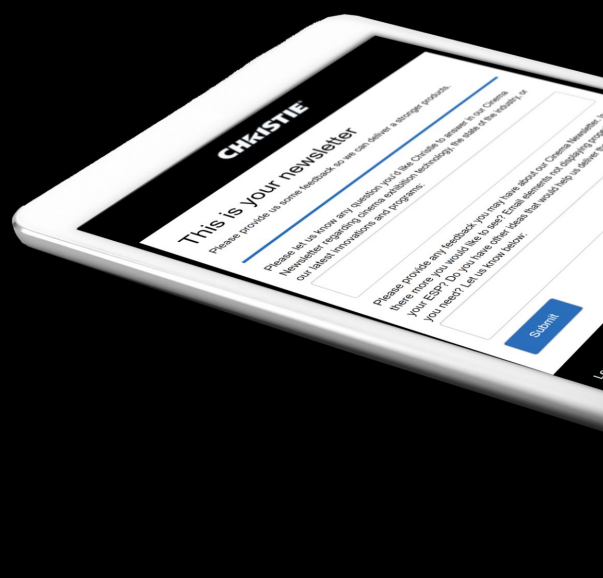 CHRISTIE
This is your newsletter
Please provide us some feedback so we can deliver a stronger products.
Please let us know any question you'd like Christie to answer in our Cinema
Newsletter regarding cinema exhibition technology, the state of the industry, or
our latest innovations and programs:
Please provide any feedback you may have about our Cinema Newsletter.
there more you would like to see? Email elements not displaying
your ESP? Do you have other ideas that would help us deliver
you need? Let us know below:
Submit